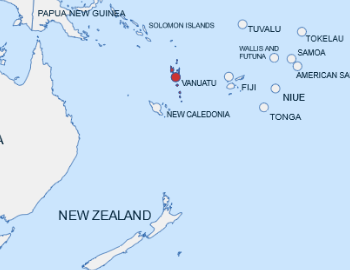 PAPUA NEW GUINEA
SOLOMON ISLANDS
TUVALU
TOKELAU
WALLIS AND
FUTUNA
SAMOA
AMERICAN SA
VANUATU
FIJI
NIUE
NEW CALEDONIA
TONGA
A
NEW ZEALAND